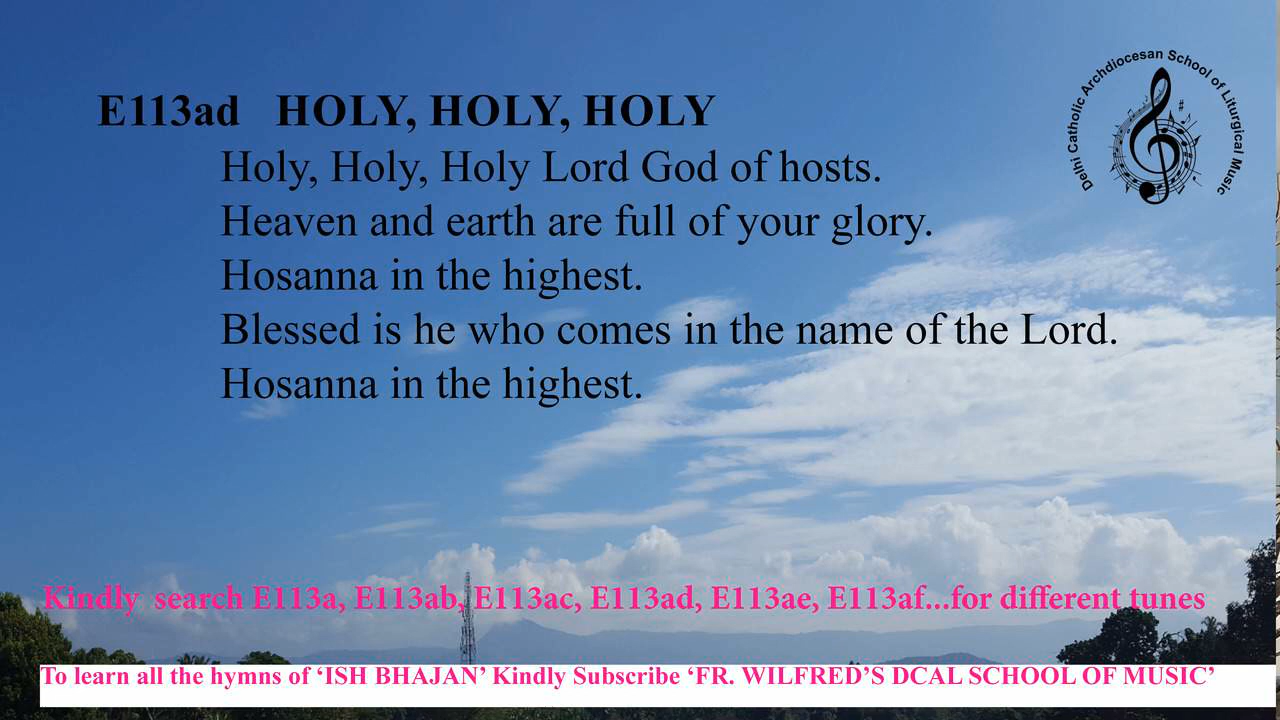 E113ad HOLY, HOLY, HOLY
Holy, Holy, Holy Lord God of hosts.
Heaven and earth are full of your glory.
Hosanna in the highest.
Blessed is he who comes in the name of the Lord.
Hosanna in the highest.
Delhi Catholic Archdiocesan School of Liturgical Music
Kindly search E113a, E113ab, E113ac, E113ad, E113ae, E113af...for different tunes
To learn all the hymns of ‘ISH BHAJAN’ Kindly Subscribe ‘FR. WILFRED’S DCAL SCHOOL OF MUSIC’